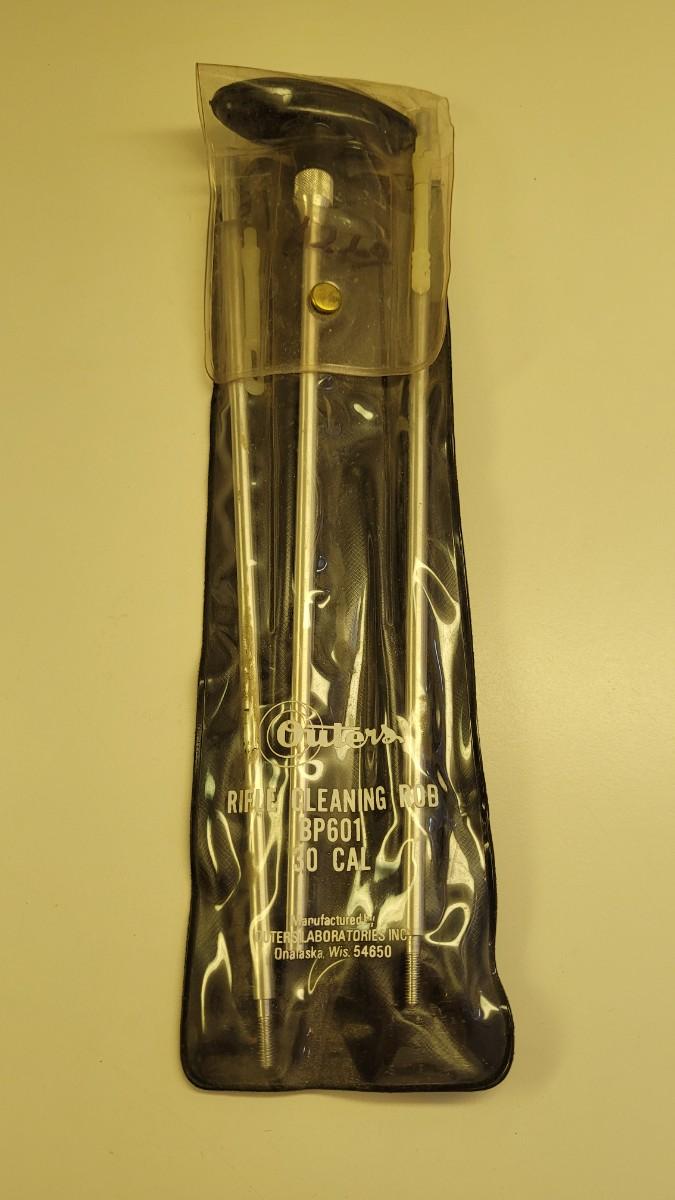 Outers
RIFLE CLEANING ROD
BP601
30 CAL
Manufactured by
OUTERS LABORATORIES INC.
Onalaska, Wis. 54650